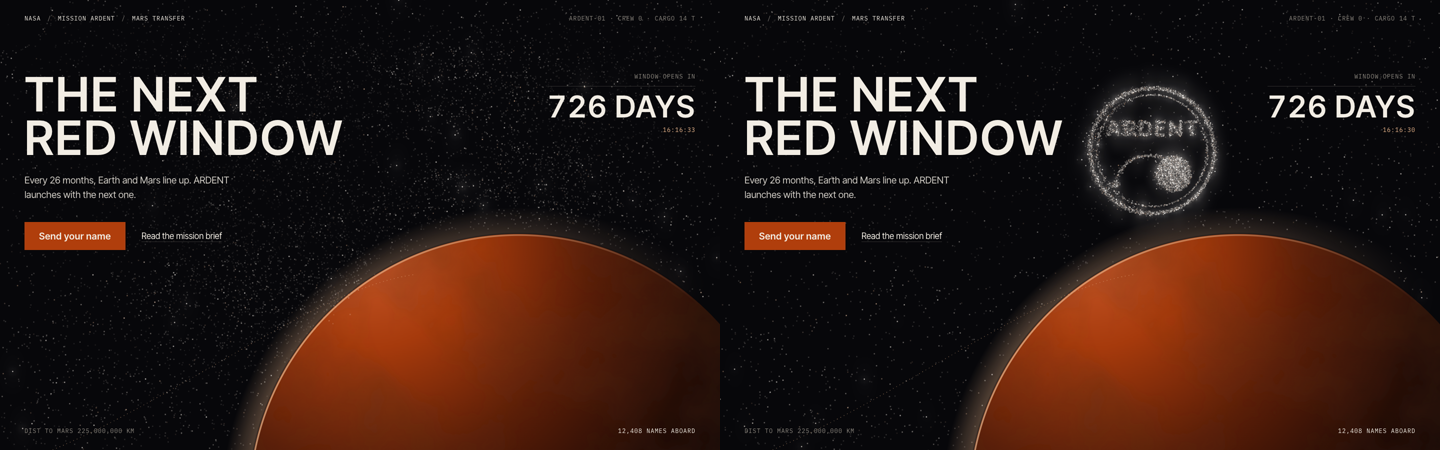 NASA / MISSION ARDENT / MARS TRANSFER
ARDENT-01 · CREW 0 · CARGO 14 T
THE NEXT
RED WINDOW
WINDOW OPENS IN
726 DAYS
16:16:33
Every 26 months, Earth and Mars line up. ARDENT
launches with the next one.
Send your name
Read the mission brief
DIST TO MARS 225,000,000 KM
12,408 NAMES ABOARD
NASA / MISSION ARDENT / MARS TRANSFER
ARDENT-01 · CREW 0 · CARGO 14 T
THE NEXT
RED WINDOW
ARDENT
WINDOW OPENS IN
726 DAYS
16:16:30
Every 26 months, Earth and Mars line up. ARDENT
launches with the next one.
Send your name
Read the mission brief
DIST TO MARS 225,000,000 KM
12,408 NAMES ABOARD